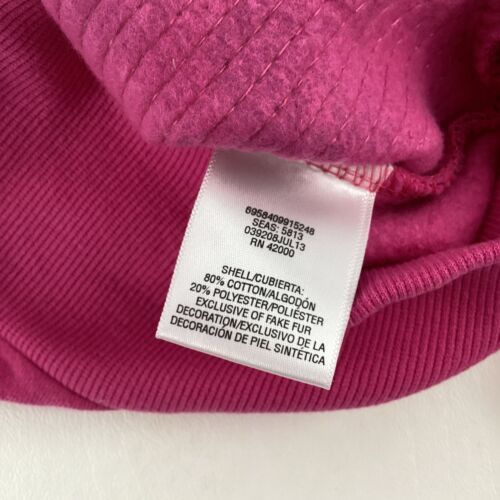 6958409915248
SEAS: 5813
039208JUL13
RN 42000
SHELL/CUBIERTA:
80% COTTON/ALGODÓN
20% POLYESTER/POLIÉSTER
EXCLUSIVE OF FAKE FUR
DECORATION/EXCLUSIVO DE LA
DECORACIÓN DE PIEL SINTÉTICA